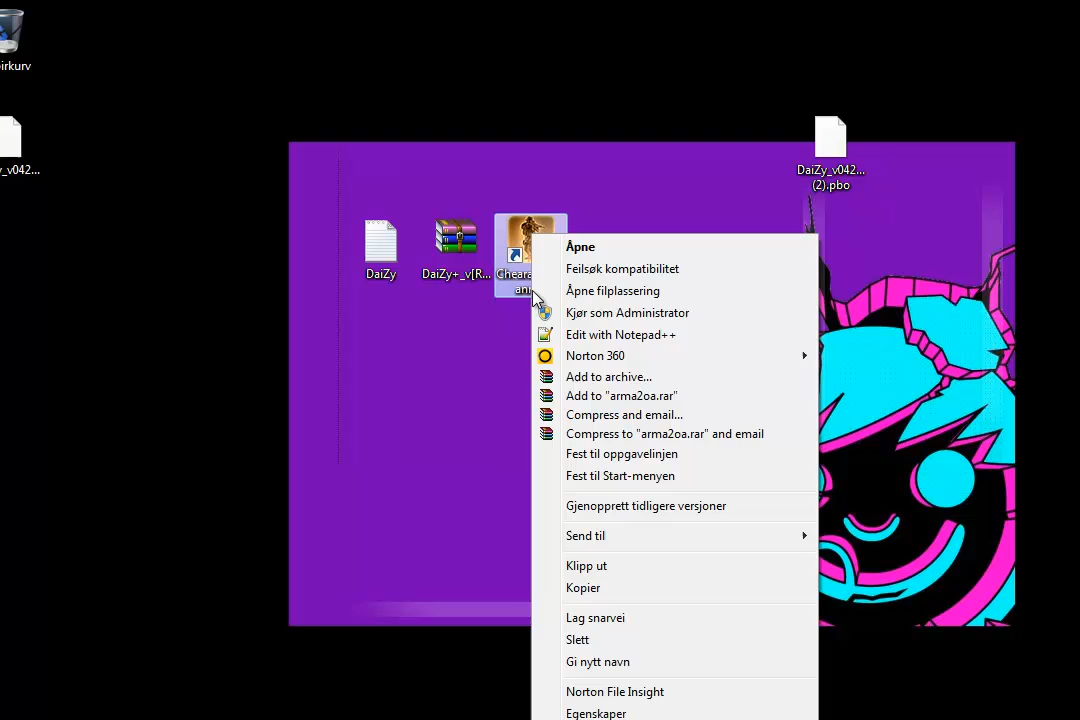 irkurv
y_v042...
DaiZy_v042...
(2).pbo
DaiZy
DaiZy+_v[R...
Åpne
Feilsøk kompatibilitet
Åpne filplassering
Kjør som Administrator
Edit with Notepad++
Norton 360
Add to archive...
Add to "arma2oa.rar"
Compress and email...
Compress to "arma2oa.rar" and email
Fest til oppgavelinjen
Fest til Start-menyen
Gjenopprett tidligere versjoner
Send til
Klipp ut
Kopier
Lag snarvei
Slett
Gi nytt navn
Norton File Insight
Egenskaper